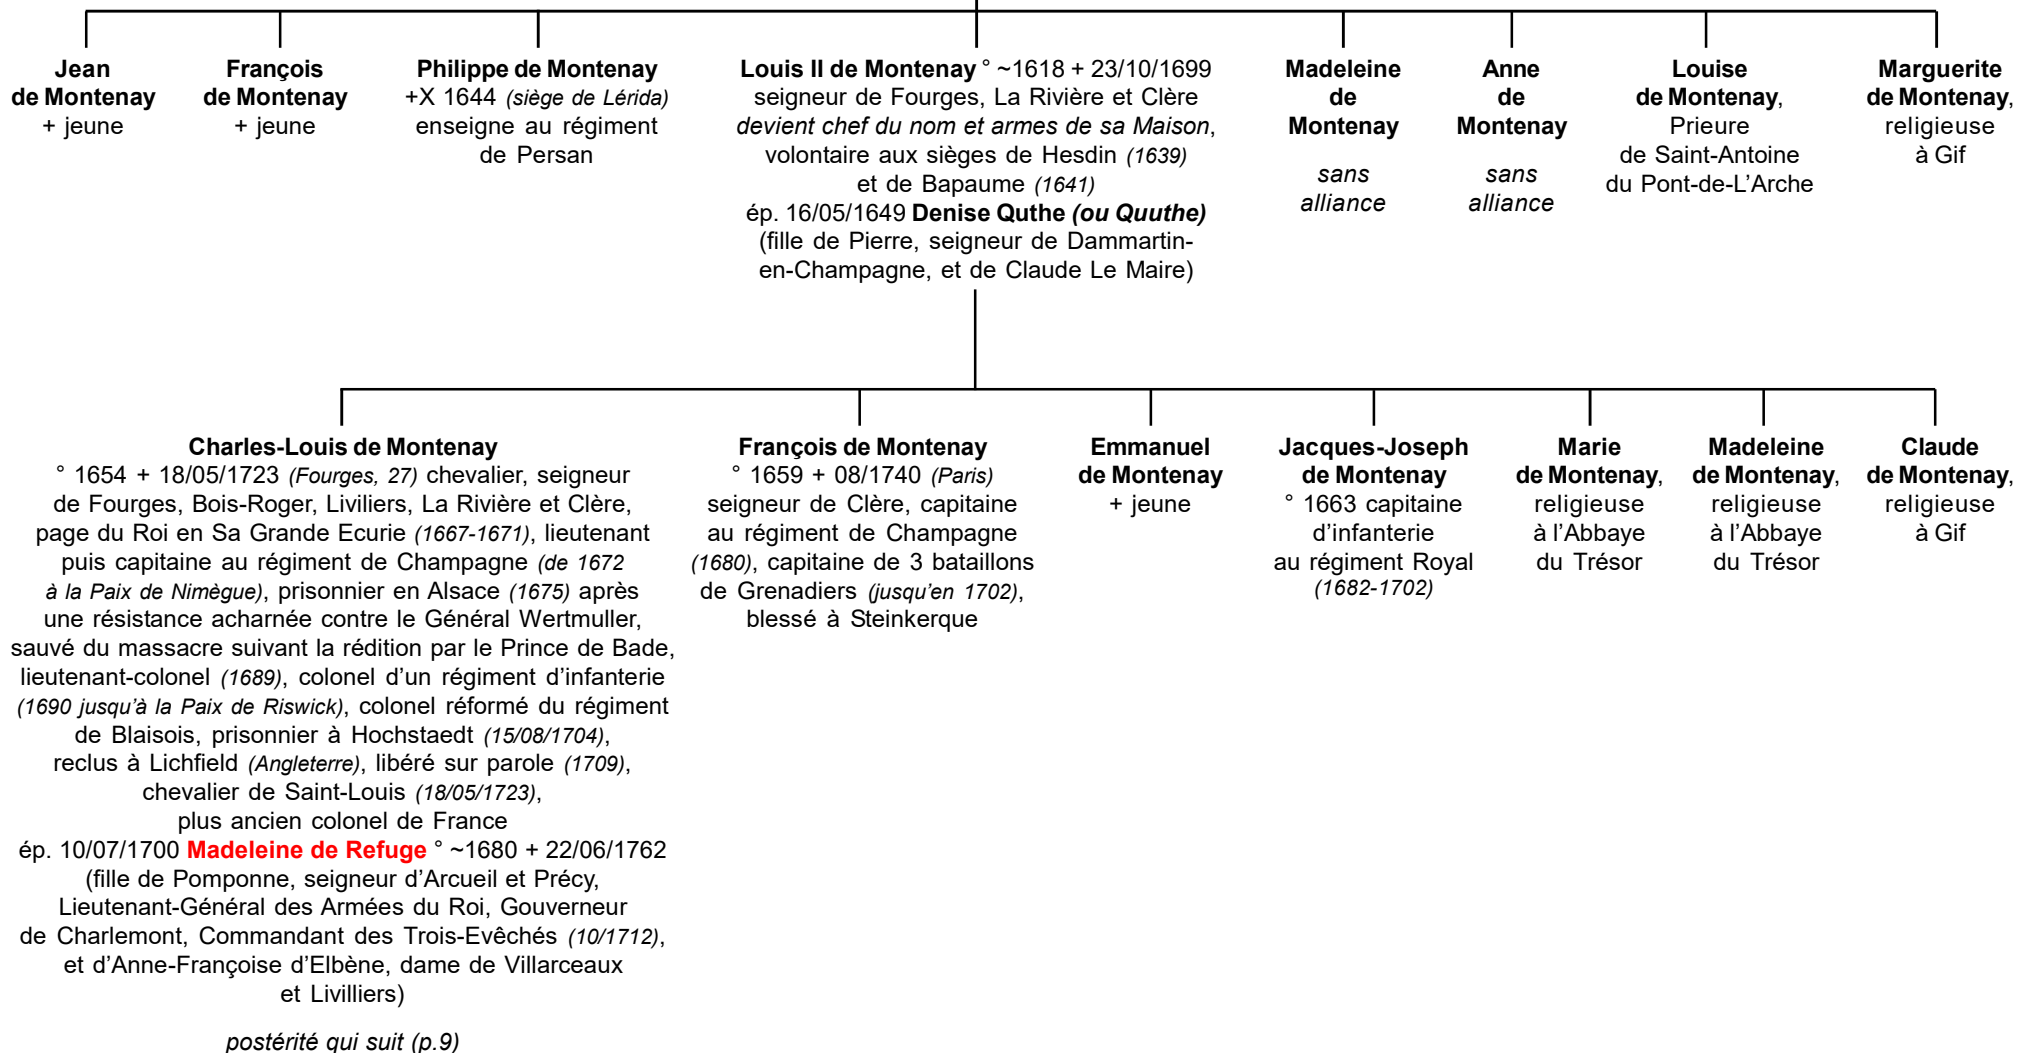 Jean
de Montenay
+ jeune
François
de Montenay
+ jeune
Philippe de Montenay
+X 1644 (siège de Lérida)
enseigne au régiment
de Persan
Louis II de Montenay ° ~1618 + 23/10/1699
seigneur de Fourges, La Rivière et Clère
devient chef du nom et armes de sa Maison,
volontaire aux sièges de Hesdin (1639)
et de Bapaume (1641)
ép. 16/05/1649 Denise Quthe (ou Quuthe)
(fille de Pierre, seigneur de Dammartin-
en-Champagne, et de Claude Le Maire)
Madeleine
de
Montenay
sans
alliance
Anne
de
Montenay
sans
alliance
Louise
de Montenay,
Prieure
de Saint-Antoine
du Pont-de-L'Arche
Marguerite
de Montenay,
religieuse
à Gif
Charles-Louis de Montenay
° 1654 + 18/05/1723 (Fourges, 27) chevalier, seigneur
de Fourges, Bois-Roger, Liviliers, La Rivière et Clère,
page du Roi en Sa Grande Ecurie (1667-1671), lieutenant
puis capitaine au régiment de Champagne (de 1672
à la Paix de Nimègue), prisonnier en Alsace (1675) après
une résistance acharnée contre le Général Wertmuller,
sauvé du massacre suivant la rédition par le Prince de Bade,
lieutenant-colonel (1689), colonel d'un régiment d'infanterie
(1690 jusqu'à la Paix de Riswick), colonel réformé du régiment
de Blaisois, prisonnier à Hochstaedt (15/08/1704),
reclus à Lichfield (Angleterre), libéré sur parole (1709),
chevalier de Saint-Louis (18/05/1723),
plus ancien colonel de France
ép. 10/07/1700 Madeleine de Refuge ° ~1680 + 22/06/1762
(fille de Pomponne, seigneur d'Arcueil et Précy,
Lieutenant-Général des Armées du Roi, Gouverneur
de Charlemont, Commandant des Trois-Evêchés (10/1712),
et d'Anne-Françoise d'Elbène, dame de Villarceaux
et Livilliers)
postérité qui suit (p.9)
François de Montenay
° 1659 + 08/1740 (Paris)
seigneur de Clère, capitaine
au régiment de Champagne
(1680), capitaine de 3 bataillons
de Grenadiers (jusqu'en 1702),
blessé à Steinkerque
Emmanuel
de Montenay
+ jeune
Jacques-Joseph
de Montenay
° 1663 capitaine
d'infanterie
au régiment Royal
(1682-1702)
Marie
de Montenay,
religieuse
à l'Abbaye
du Trésor
Madeleine
de Montenay,
religieuse
à l'Abbaye
du Trésor
Claude
de Montenay,
religieuse
à Gif